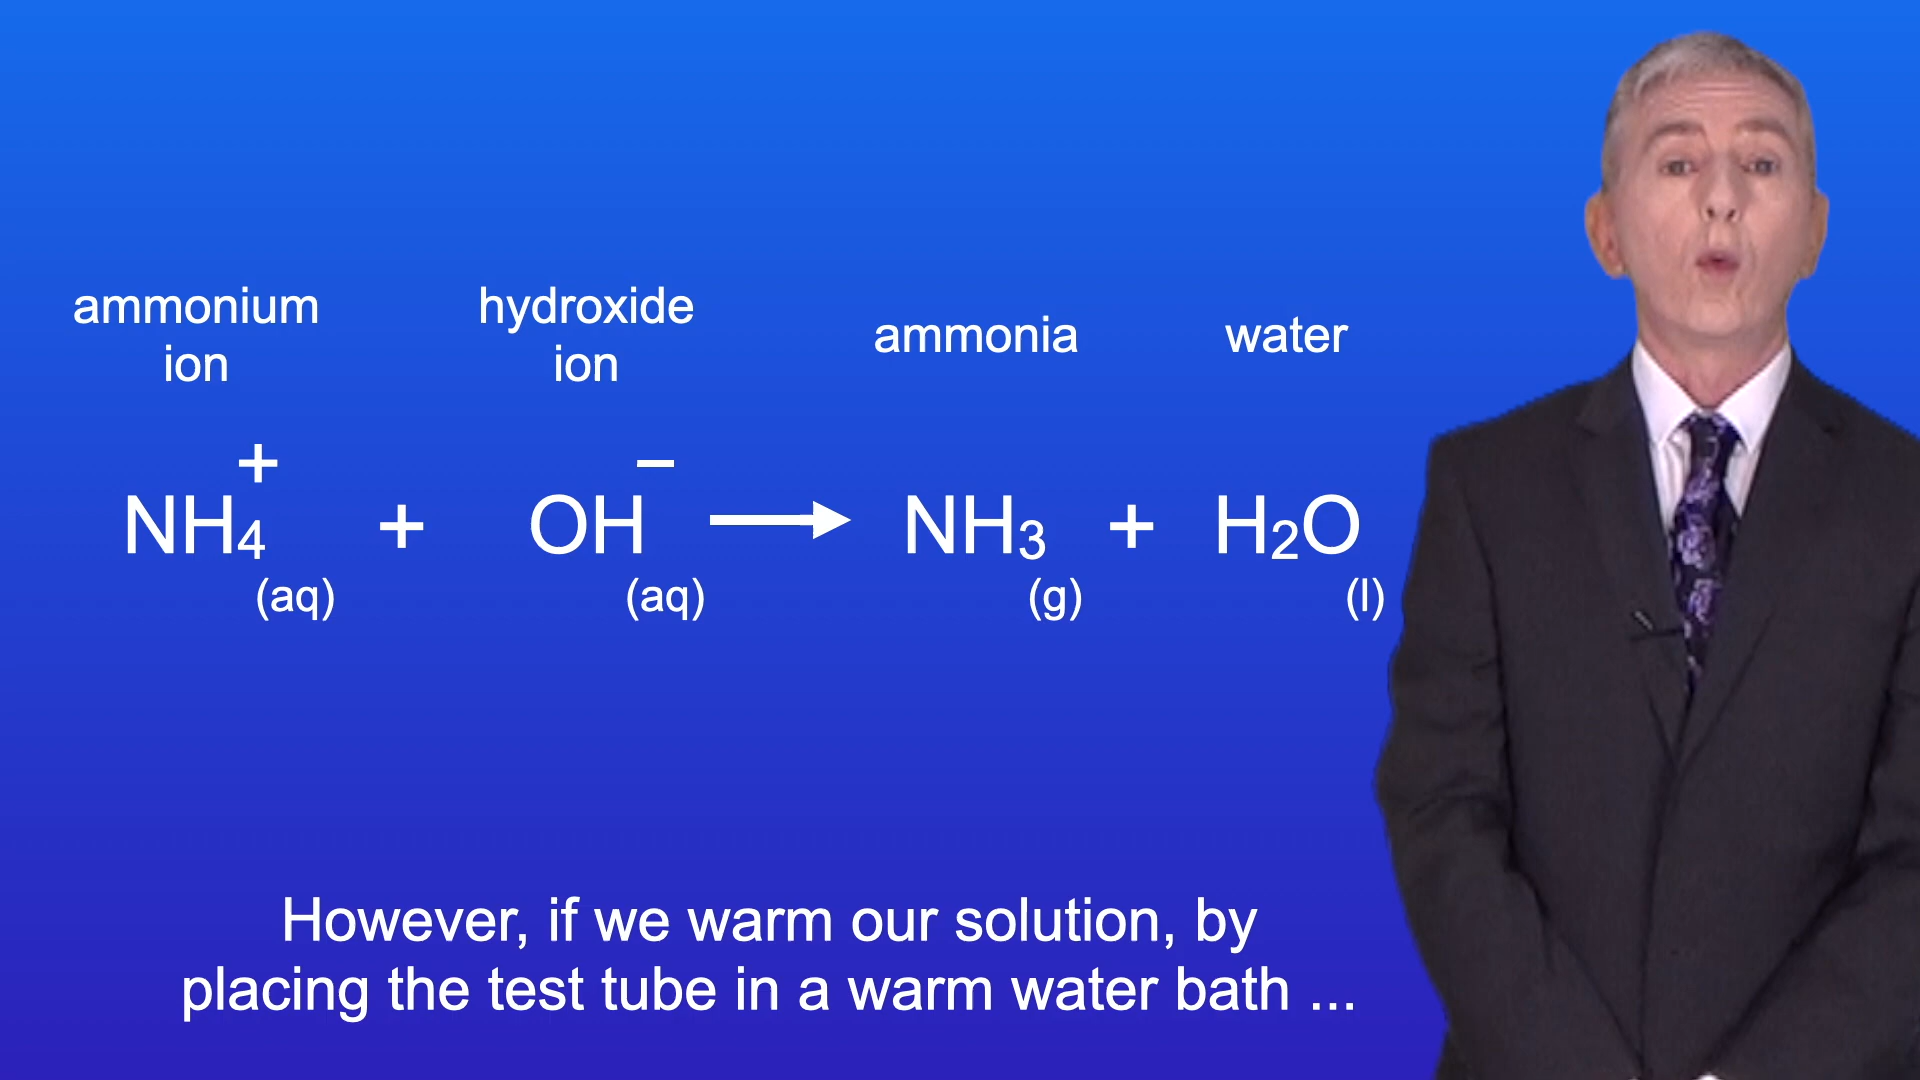 ammonium
ion
hydroxide
ion
ammonia
water
NH₄⁺ (aq) + OH⁻ (aq) → NH₃ (g) + H₂O (l)
However, if we warm our solution, by
placing the test tube in a warm water bath ...